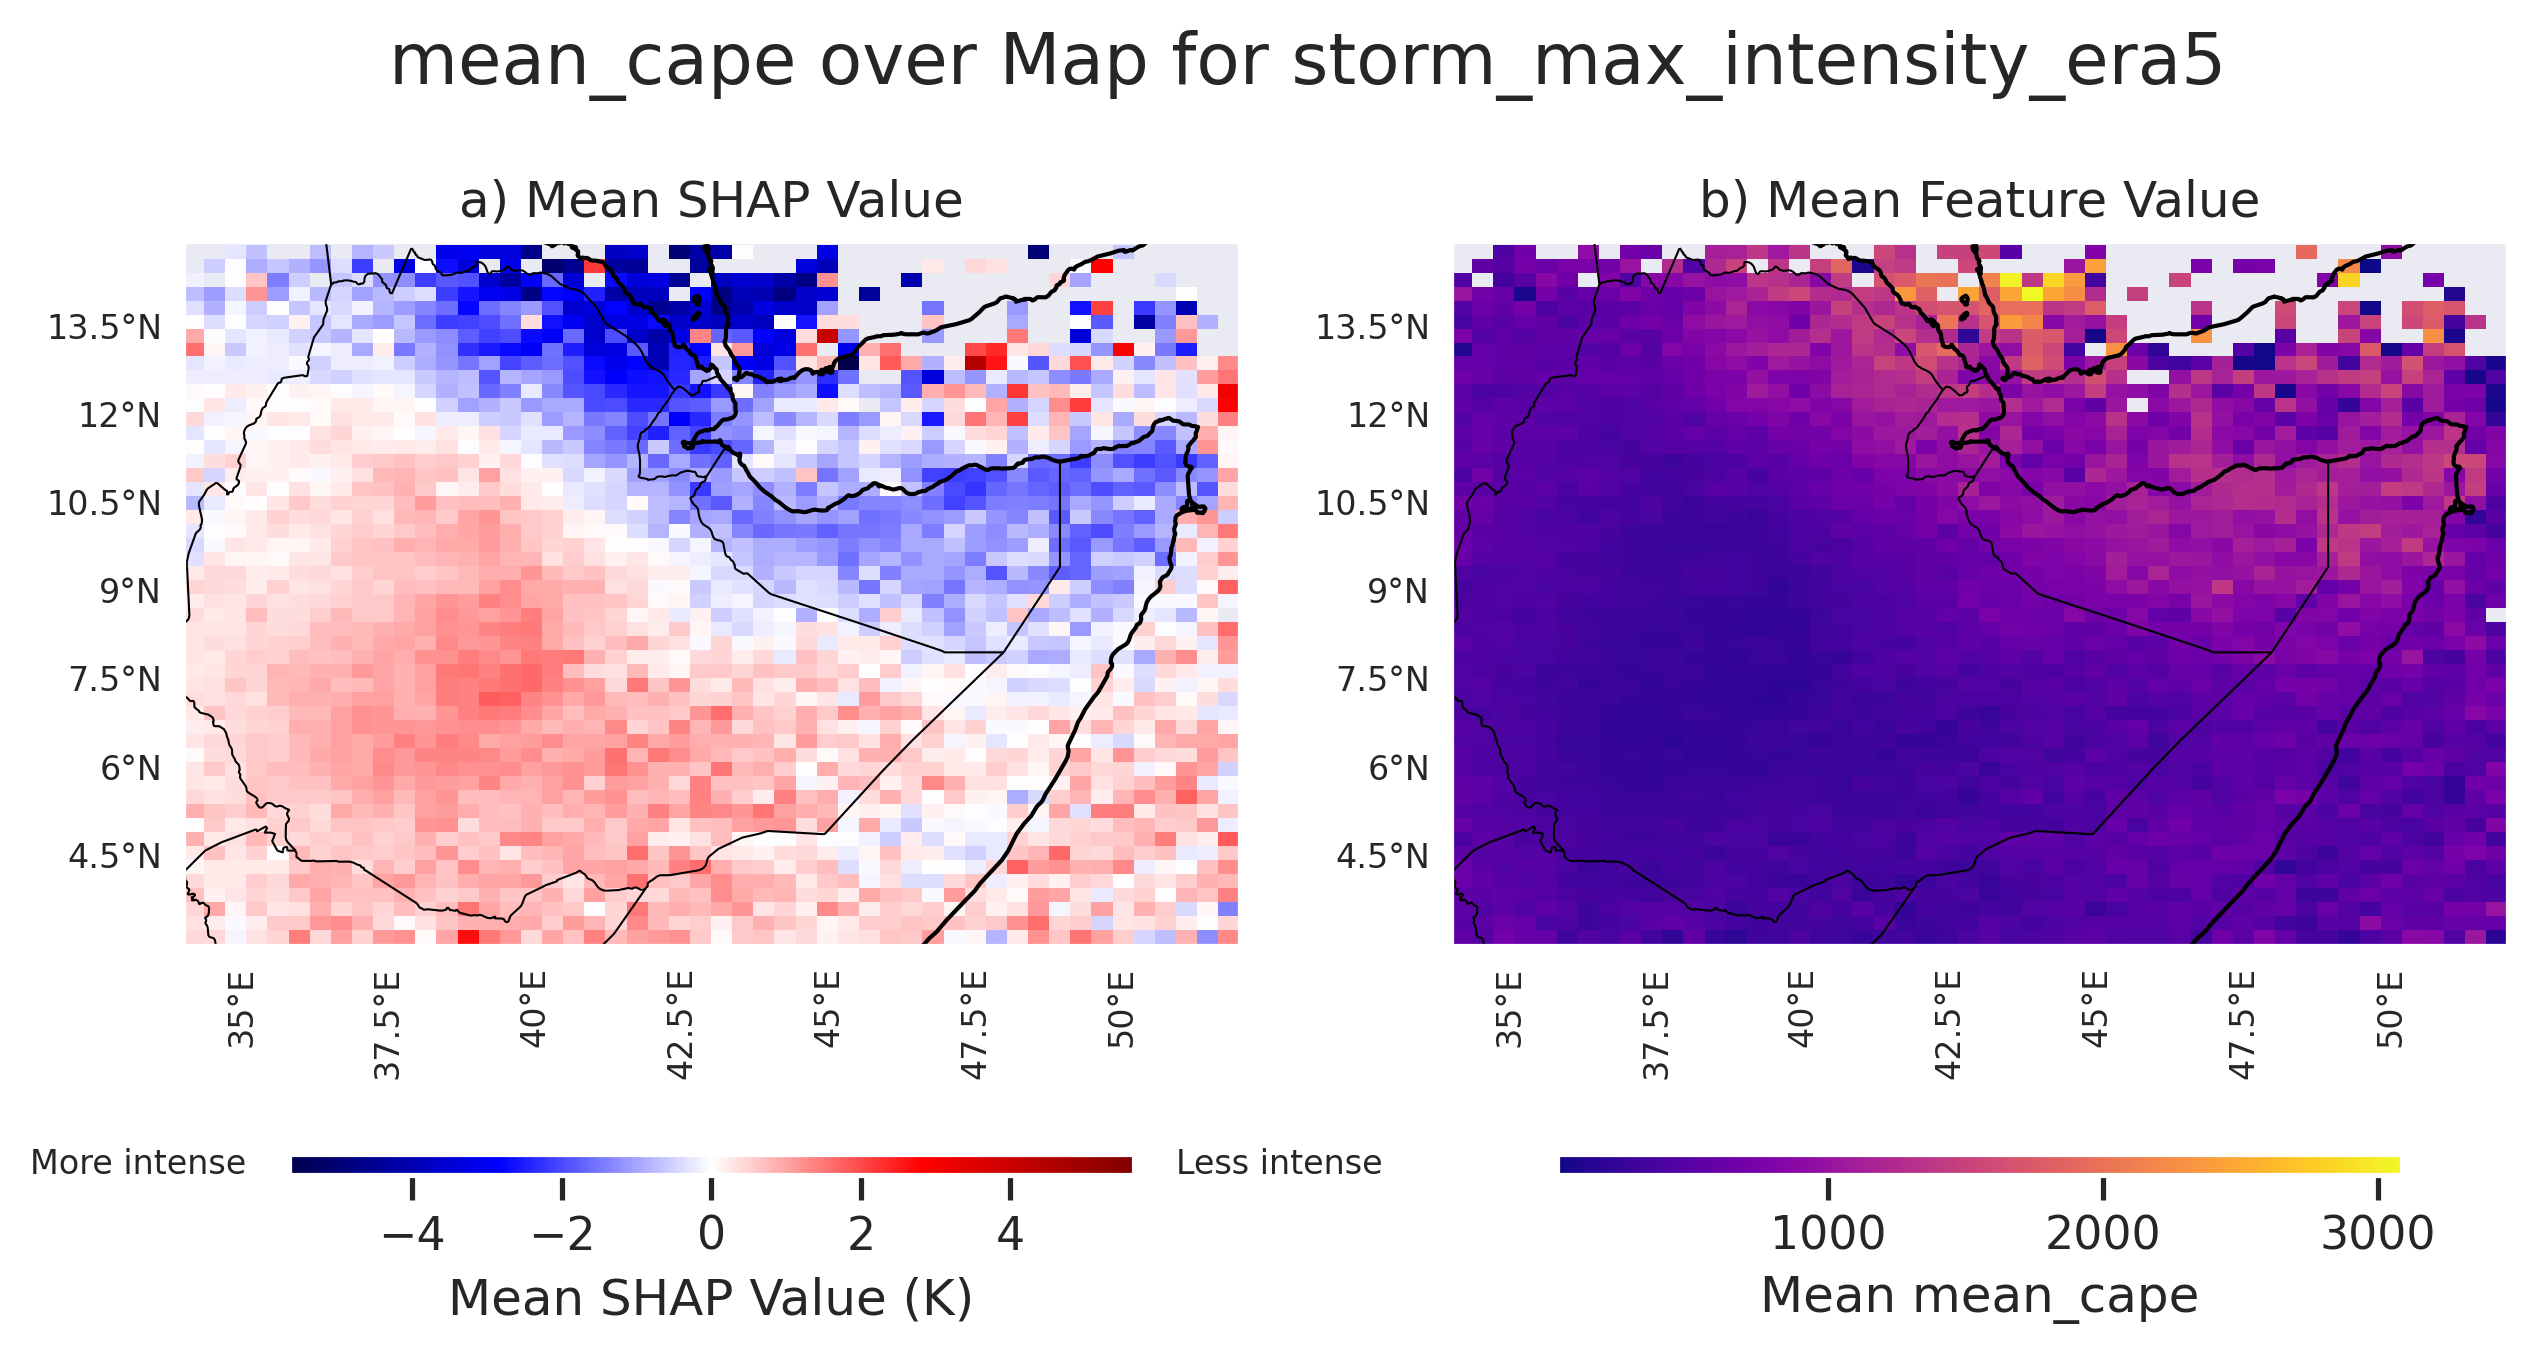 mean_cape over Map for storm_max_intensity_era5
a) Mean SHAP Value
b) Mean Feature Value
13.5°N
12°N
10.5°N
9°N
7.5°N
6°N
4.5°N
35°E
37.5°E
40°E
42.5°E
45°E
47.5°E
50°E
13.5°N
12°N
10.5°N
9°N
7.5°N
6°N
4.5°N
35°E
37.5°E
40°E
42.5°E
45°E
47.5°E
50°E
More intense
Less intense
−4 −2 0 2 4
Mean SHAP Value (K)
1000 2000 3000
Mean mean_cape